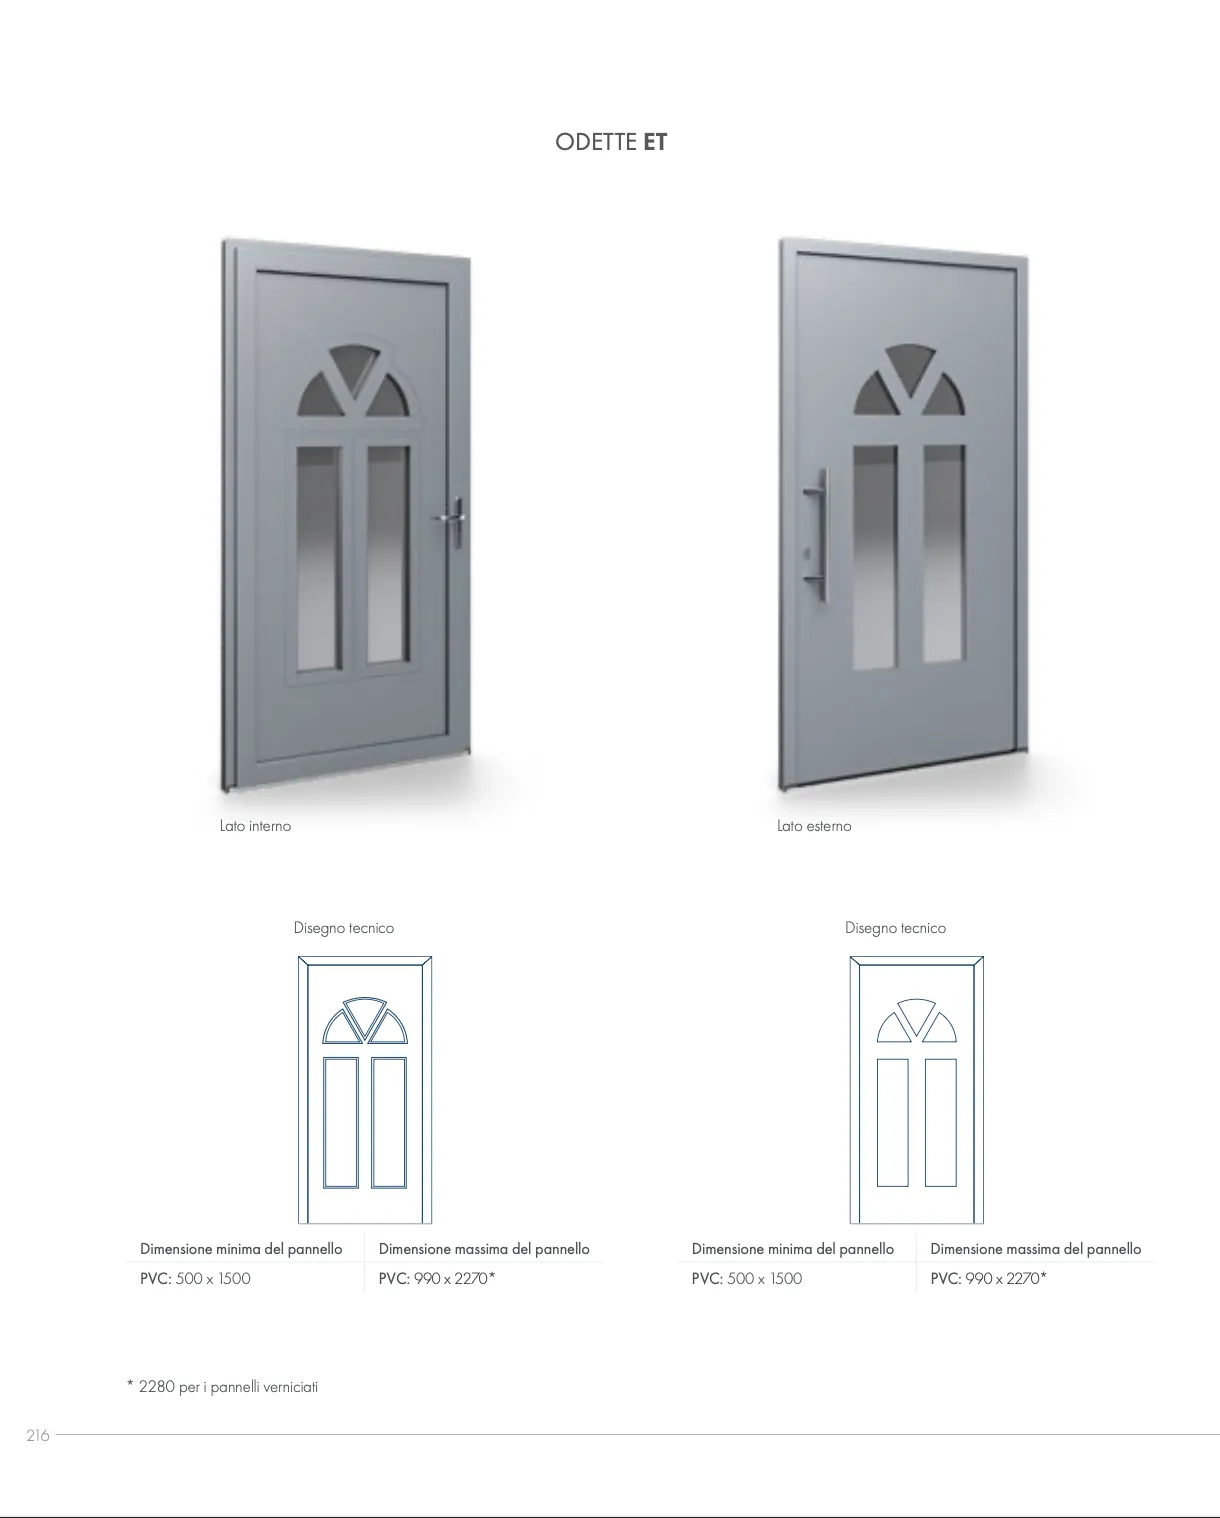 ODETTE ET
Lato interno
Lato esterno
Disegno tecnico
Disegno tecnico
Dimensione minima del pannello
Dimensione massima del pannello
PVC: 500 x 1500
PVC: 990 x 2270*
Dimensione minima del pannello
Dimensione massima del pannello
PVC: 500 x 1500
PVC: 990 x 2270*
* 2280 per i pannelli verniciati
216